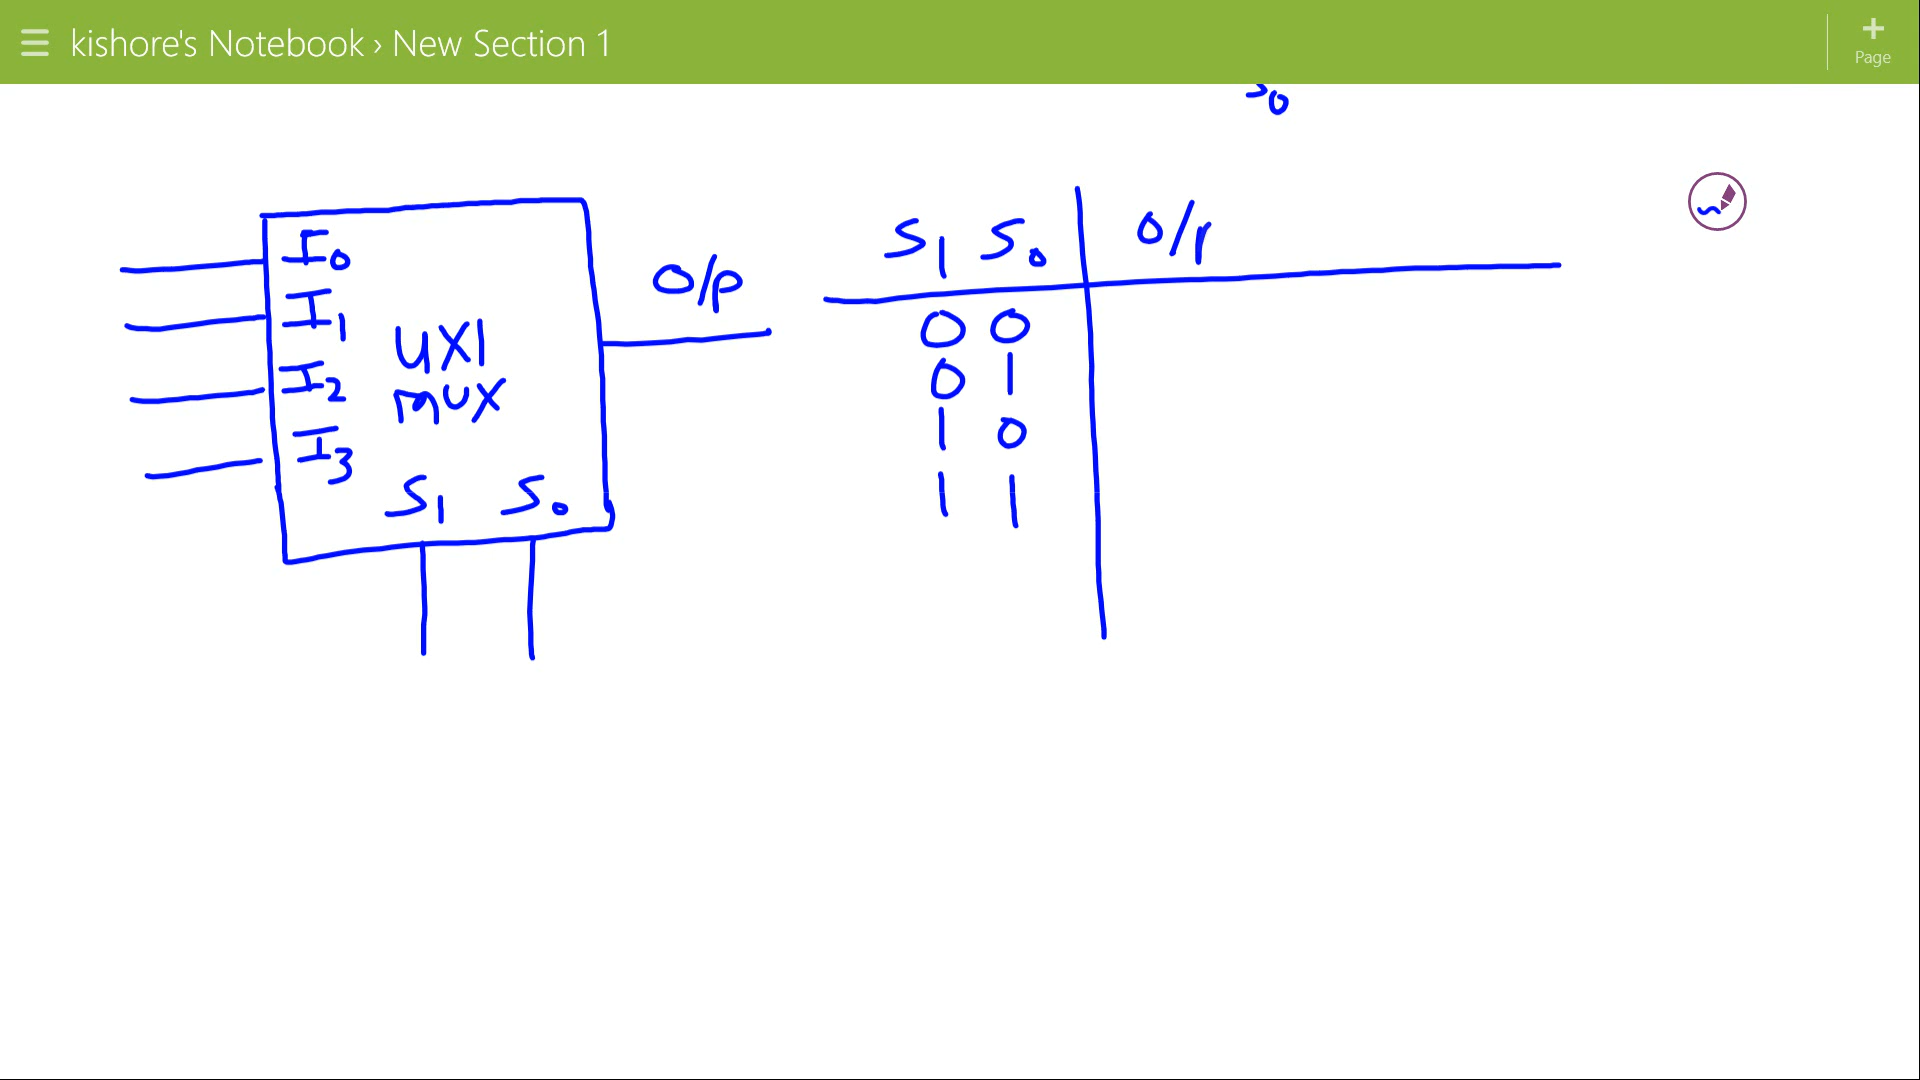 kishore's Notebook › New Section 1
+
Page
S0
I0
I1
I2
I3
4X1
MUX
S1 S0
O/p
S1 S0 O/p
0 0
0 1
1 0
1 1